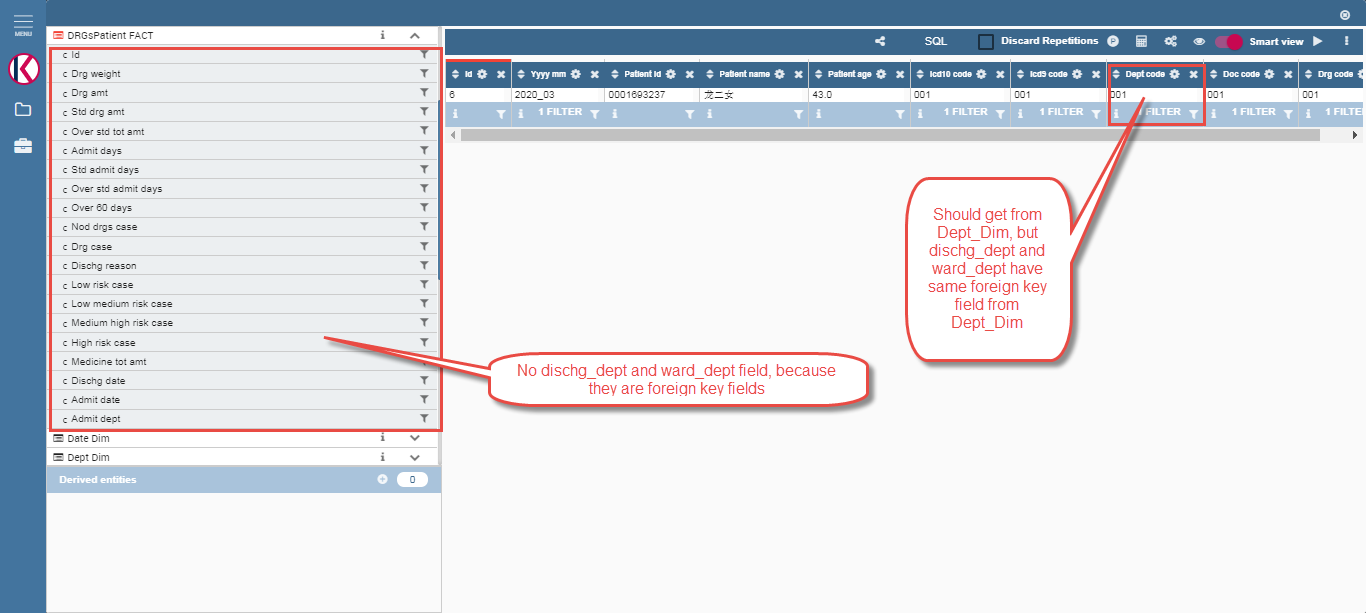 MENU
DRGsPatient FACT
c Id
c Drg weight
c Drg amt
c Std drg amt
c Over std tot amt
c Admit days
c Std admit days
c Over std admit days
c Over 60 days
c Nod drgs case
c Drg case
c Dischg reason
c Low risk case
c Low medium risk case
c Medium high risk case
c High risk case
c Medicine tot amt
c Dischg date
c Admit date
c Admit dept
Date Dim
Dept Dim
Derived entities 0
SQL Discard Repetitions P Smart view
Id Yyyy mm Patient id Patient name Patient age Icd10 code Icd9 code Dept code Doc code Drg code
6 2020_03 0001693237 龙二女 43.0 001 001 001 001 001
1 FILTER 1 FILTER 1 FILTER 1 FILTER 1 FILTER 1 FILTE
Should get from
Dept_Dim, but
dischg_dept and
ward_dept have
same foreign key
field from
Dept_Dim
No dischg_dept and ward_dept field, because
they are foreign key fields